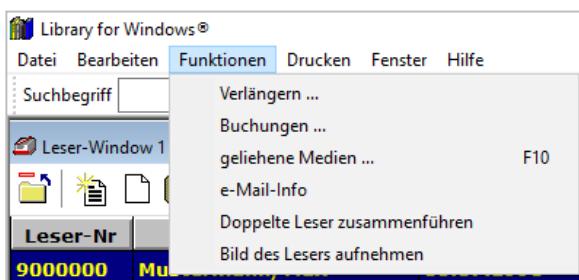 Library for Windows®
Datei Bearbeiten Funktionen Drucken Fenster Hilfe
Suchbegriff
Verlängern ...
Buchungen ...
Leser-Window 1
geliehene Medien ... F10
e-Mail-Info
Doppelte Leser zusammenführen
Leser-Nr
Bild des Lesers aufnehmen
9000000